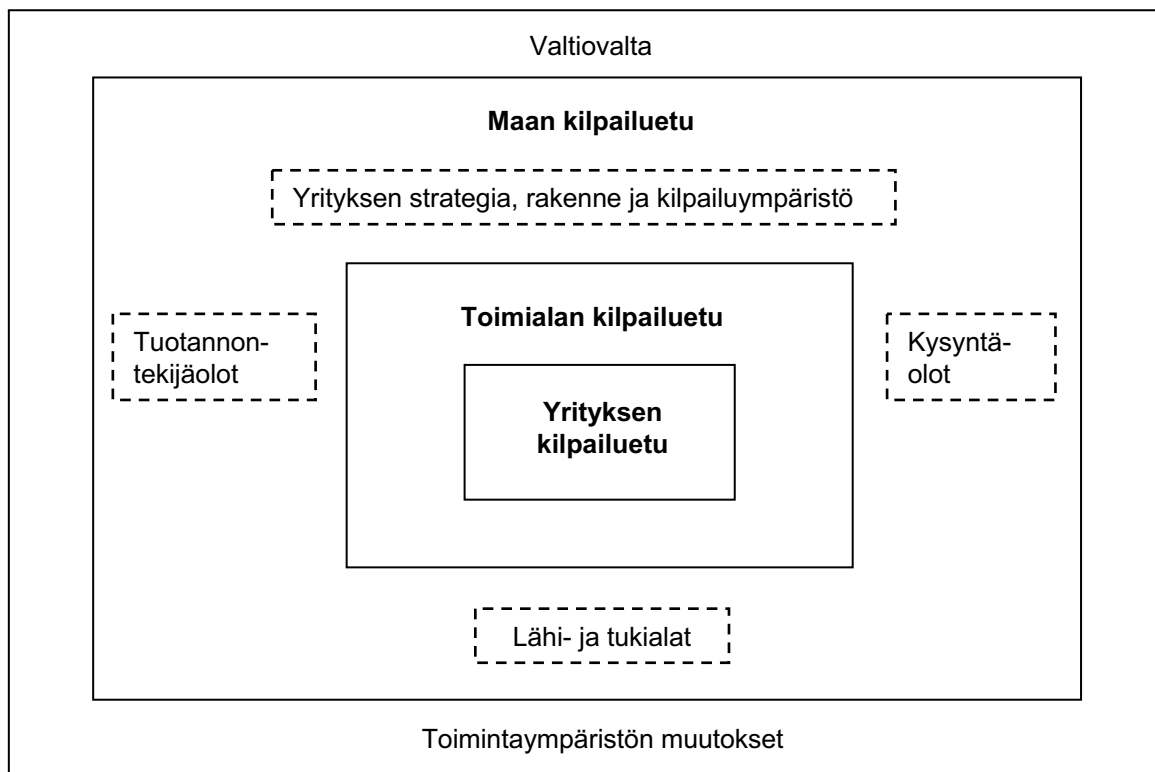 Valtiovalta
Maan kilpailuetu
Yrityksen strategia, rakenne ja kilpailuympäristö
Toimialan kilpailuetu
Tuotannon-
tekijäolot
Kysyntä-
olot
Yrityksen
kilpailuetu
Lähi- ja tukialat
Toimintaympäristön muutokset